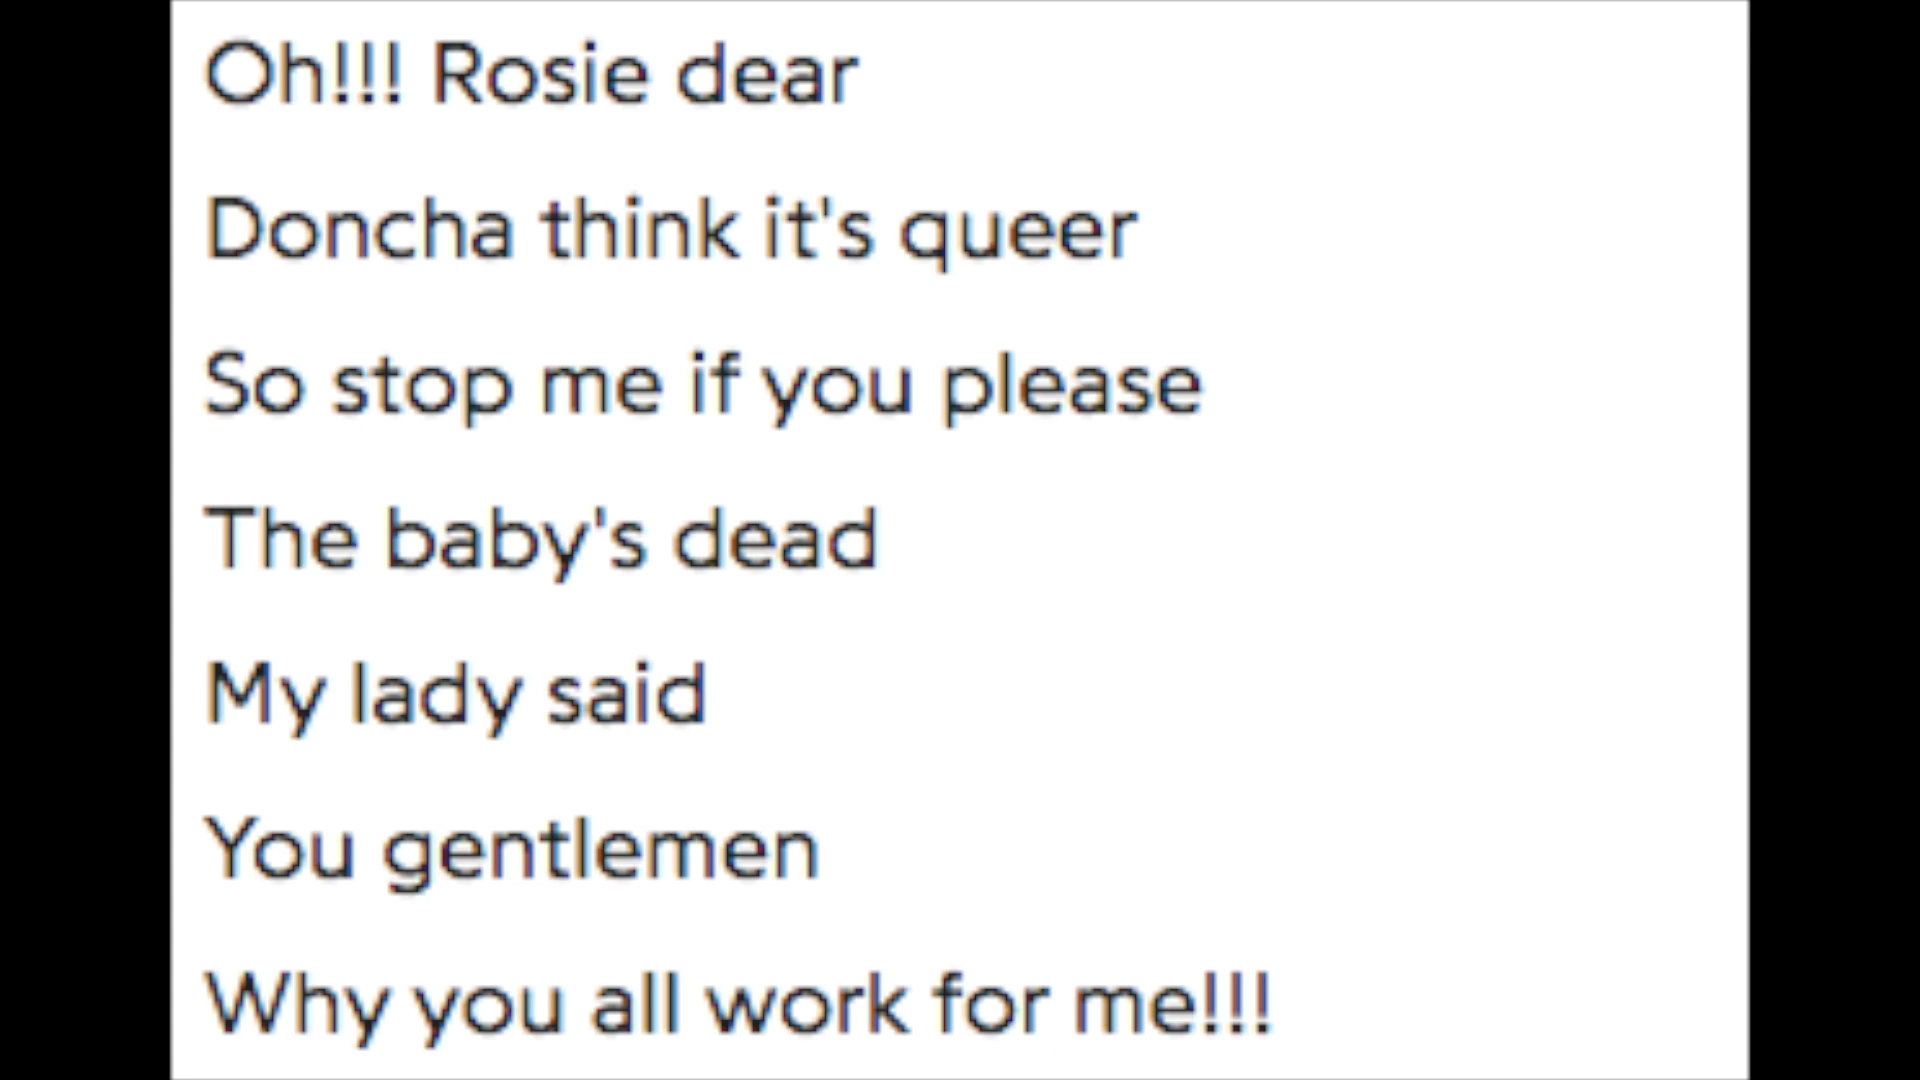 Oh!!! Rosie dear
Doncha think it's queer
So stop me if you please
The baby's dead
My lady said
You gentlemen
Why you all work for me!!!